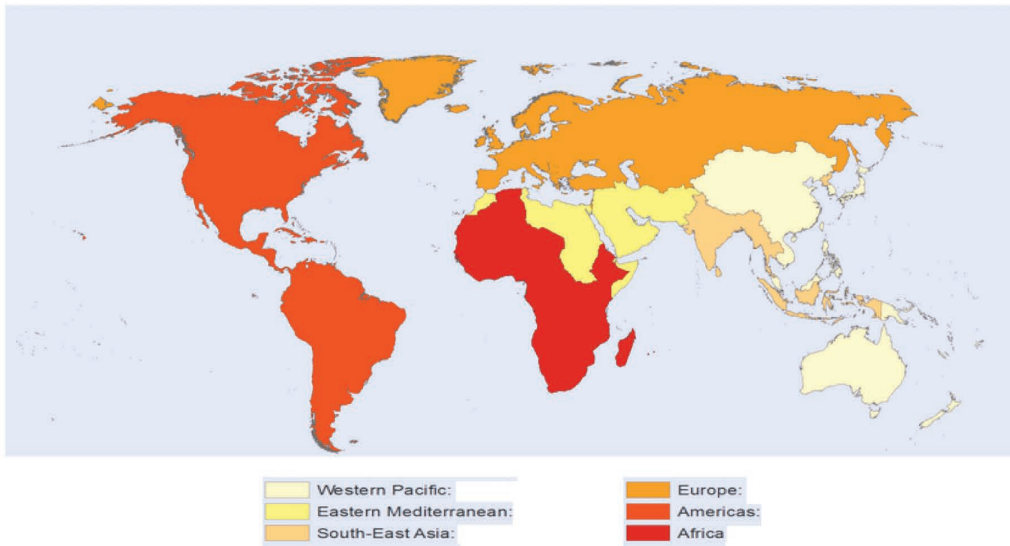 Western Pacific:
Eastern Mediterranean:
South-East Asia:
Europe:
Americas:
Africa